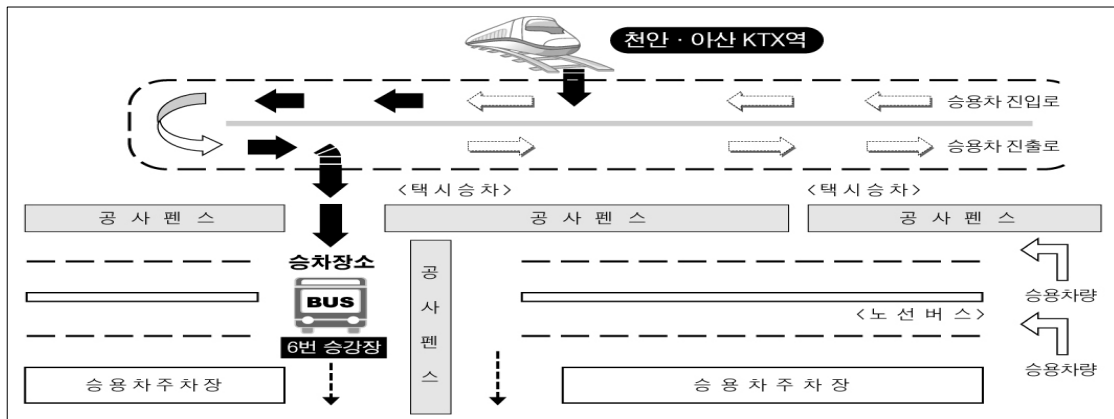 천안 · 아산 KTX역
승용차 진입로
승용차 진출로
<택시승차>
<택시승차>
공사펜스
공사펜스
공사펜스
승차장소
BUS
6번 승강장
공사펜스
승용차량
<노선버스>
승용차량
승용차주차장
승용차주차장